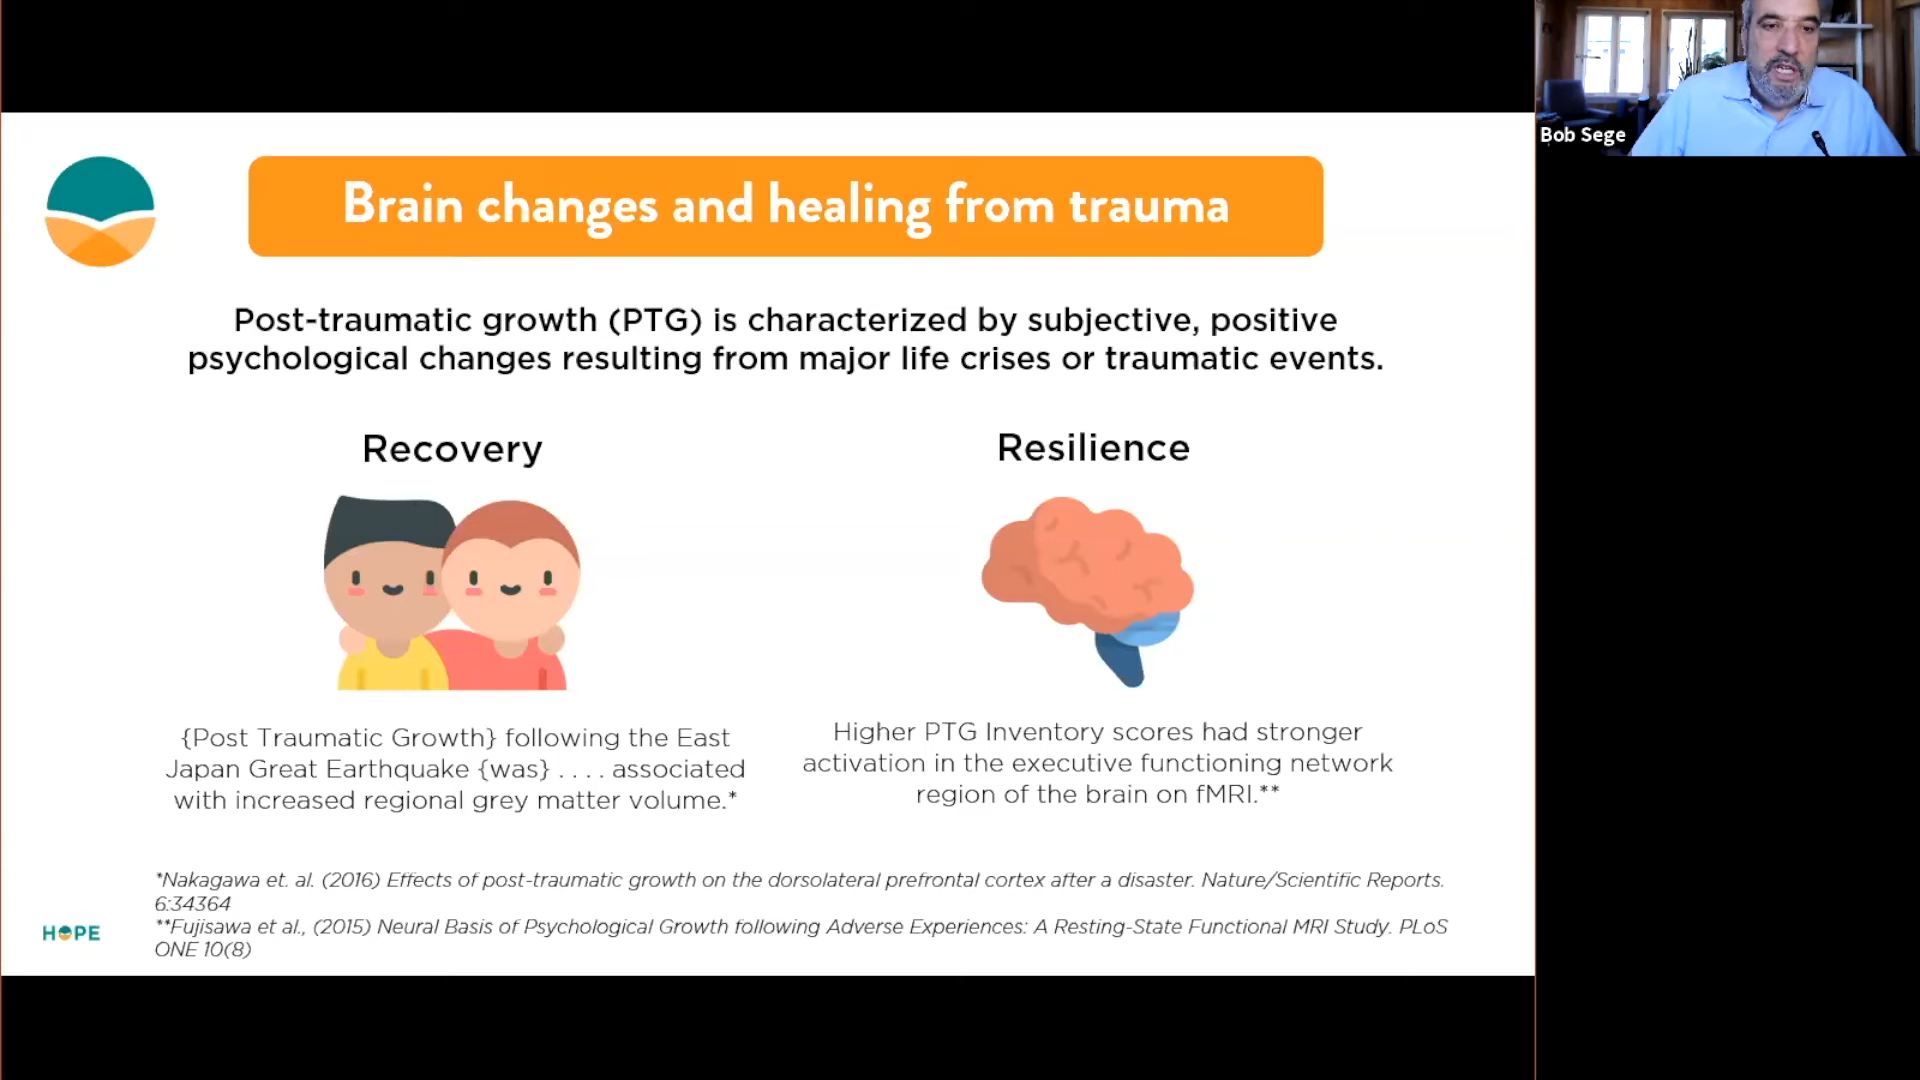 Brain changes and healing from trauma
Post-traumatic growth (PTG) is characterized by subjective, positive
psychological changes resulting from major life crises or traumatic events.
Recovery
{Post Traumatic Growth} following the East
Japan Great Earthquake {was} . . . . associated
with increased regional grey matter volume.*
Resilience
Higher PTG Inventory scores had stronger
activation in the executive functioning network
region of the brain on fMRI.**
*Nakagawa et. al. (2016) Effects of post-traumatic growth on the dorsolateral prefrontal cortex after a disaster. Nature/Scientific Reports.
6:34364
**Fujisawa et al., (2015) Neural Basis of Psychological Growth following Adverse Experiences: A Resting-State Functional MRI Study. PLoS
ONE 10(8)
HOPE
Bob Sege